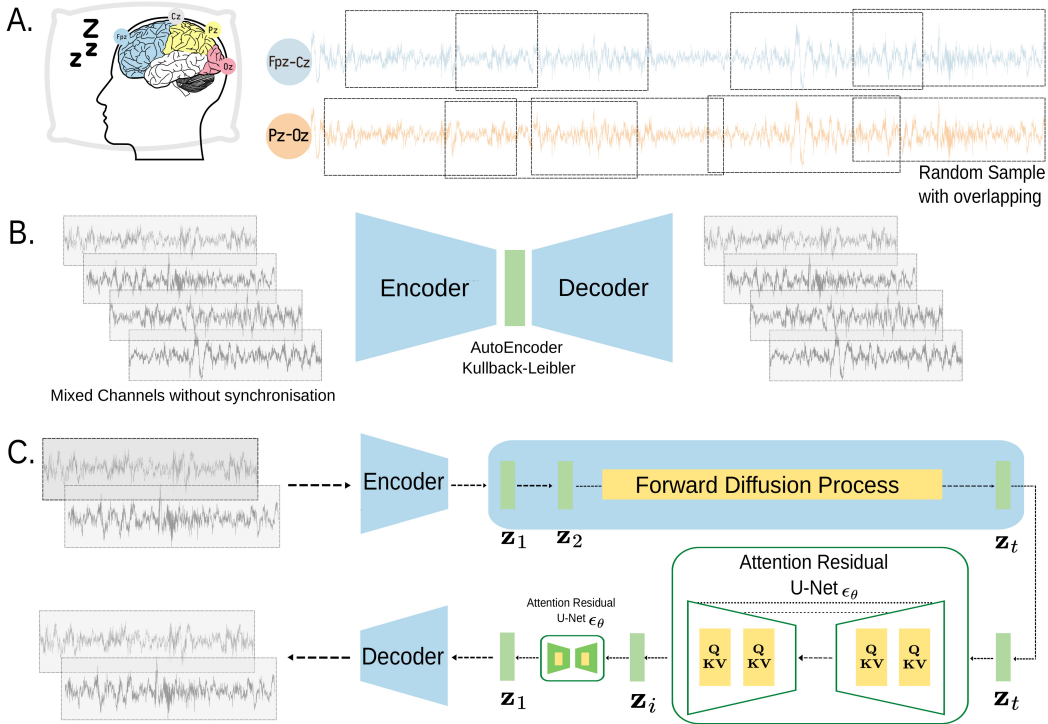 A.
Z
z
z
Cz
Fpz
Pz
Oz
Fpz-Cz
Pz-Oz
Random Sample
with overlapping
B.
Encoder
Decoder
AutoEncoder
Kullback-Leibler
Mixed Channels without synchronisation
C.
Encoder
Forward Diffusion Process
z₁
z₂
zₜ
Attention Residual
U-Net ϵθ
Attention Residual
U-Net ϵθ
Q
KV
Q
KV
Q
KV
Q
KV
Decoder
z₁
zᵢ
zₜ